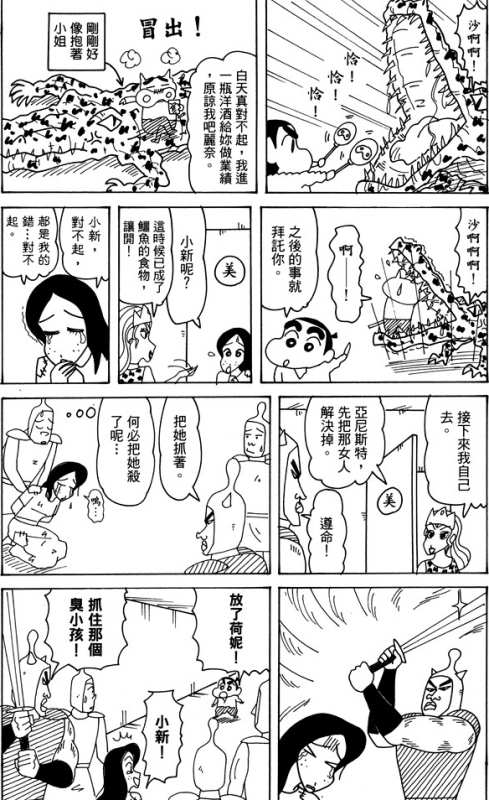 沙啊啊！
恰！
恰！
恰！
冒出！
白天真對不起，我進
一瓶洋酒給妳做業績
，原諒我吧麗奈。
剛剛好
像抱著
小姐
沙啊啊啊！
啊——！
之後的事就
拜託你。
美
小新呢？
這時候已成了
鱷魚的食物，
讓開！
小新，
對不起，
都是我的
錯…對不
起。
接下來我自己
去。
美
亞尼斯特，
先把那女人
解決掉。
遵命！
把她抓著。
何必把她殺
了呢…
嗚…
放了荷妮！
小新！
抓住那個
臭小孩！